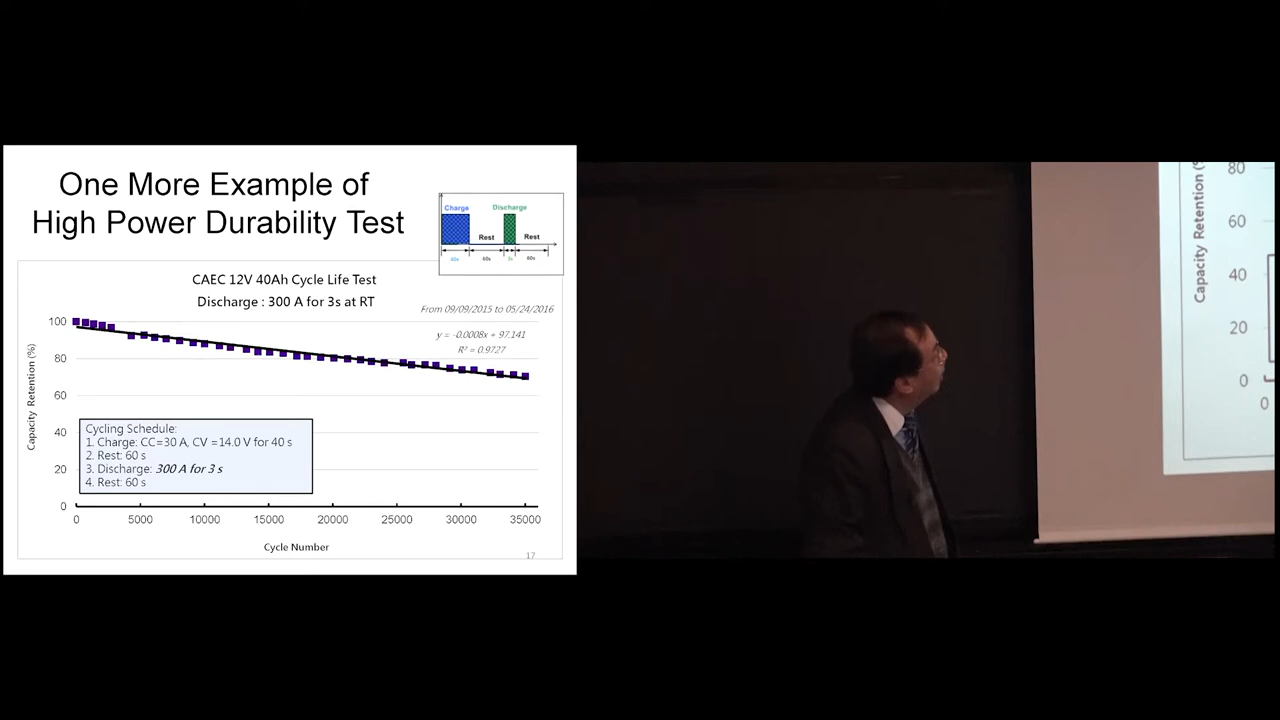 One More Example of
High Power Durability Test
Charge
Discharge
Rest
Rest
60s
3s
60s
CAEC 12V 40Ah Cycle Life Test
Discharge : 300 A for 3s at RT
From 09/09/2015 to 05/24/2016
y = -0.0008x + 97.141
R² = 0.9727
Capacity Retention (%)
100
80
60
40
20
0
Cycling Schedule:
1. Charge: CC=30 A, CV =14.0 V for 40 s
2. Rest: 60 s
3. Discharge: 300 A for 3 s
4. Rest: 60 s
0 5000 10000 15000 20000 25000 30000 35000
Cycle Number
17
Capacity Retention (%
80
60
40
20
0
0